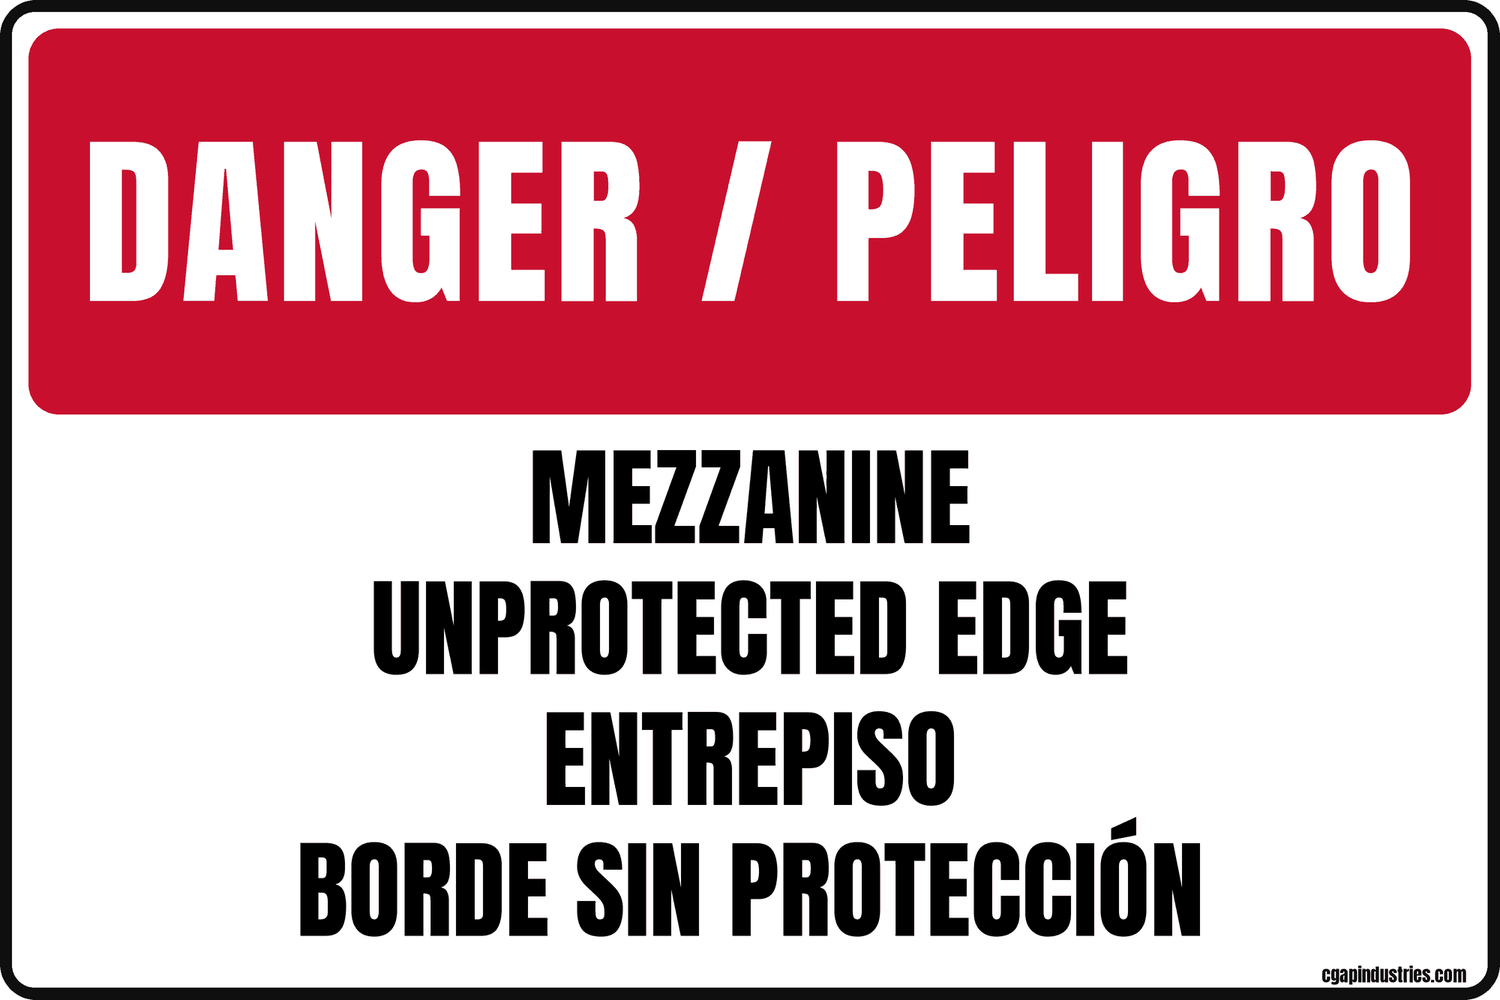 DANGER / PELIGRO
MEZZANINE
UNPROTECTED EDGE
ENTREPISO
BORDE SIN PROTECCIÓN
cgapindustries.com